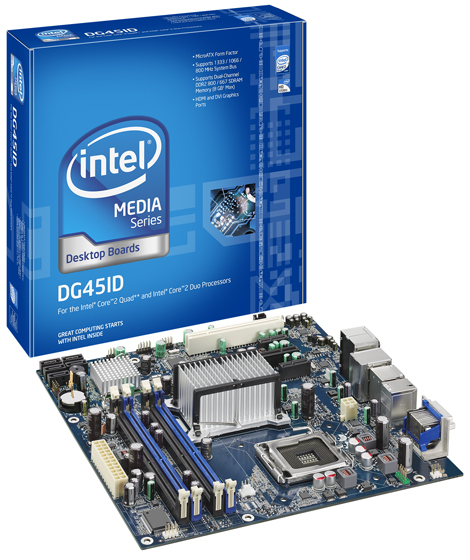 DG45ID
• MicroATX Form Factor
• Supports 1333 / 1066 /
800 MHz System Bus
• Supports Dual-Channel
DDR2 800 / 667 SDRAM
Memory (8 GB* Max)
• HDMI and DVI Graphics
Ports
DG45ID
intel
MEDIA
Series
Desktop Boards
DG45ID
For the Intel® Core™2 Quad** and Intel® Core™2 Duo Processors
GREAT COMPUTING STARTS
WITH INTEL INSIDE